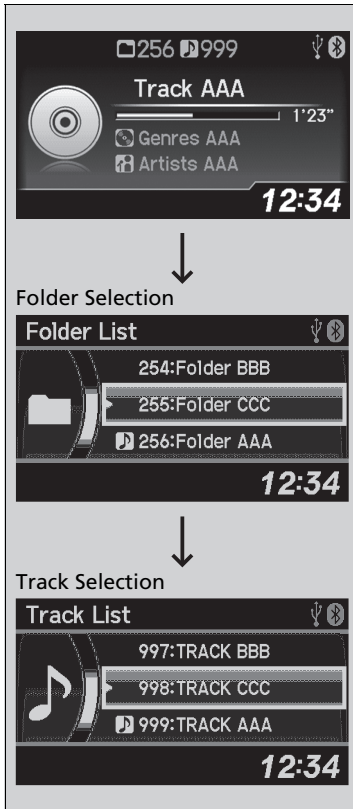 256 999
Track AAA
1'23"
Genres AAA
Artists AAA
12:34
Folder Selection
Folder List
254:Folder BBB
255:Folder CCC
256:Folder AAA
12:34
Track Selection
Track List
997:TRACK BBB
998:TRACK CCC
999:TRACK AAA
12:34